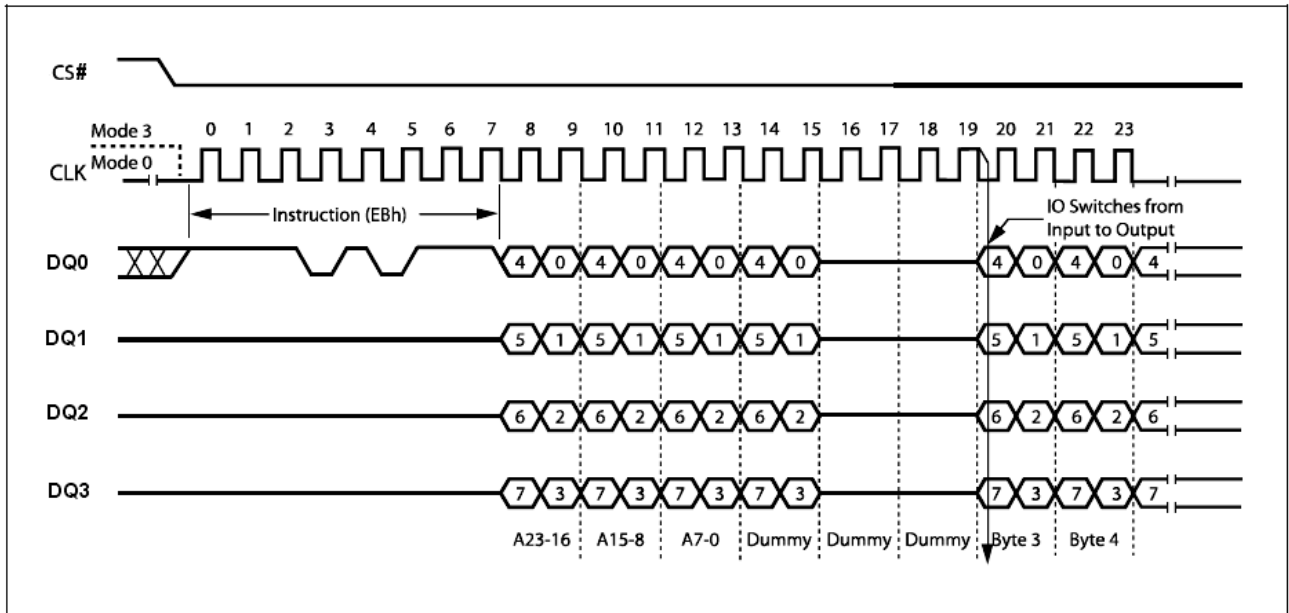 CS#
Mode 3 0 1 2 3 4 5 6 7 8 9 10 11 12 13 14 15 16 17 18 19 20 21 22 23
CLK Mode 0
Instruction (EBh)
IO Switches from
Input to Output
DQ0 4 0 4 0 4 0 4 0 4 0 4 0 4
DQ1 5 1 5 1 5 1 5 1 5 1 5 1 5
DQ2 6 2 6 2 6 2 6 2 6 2 6 2 6
DQ3 7 3 7 3 7 3 7 3 7 3 7 3 7
A23-16 A15-8 A7-0 Dummy Dummy Dummy Byte 3 Byte 4